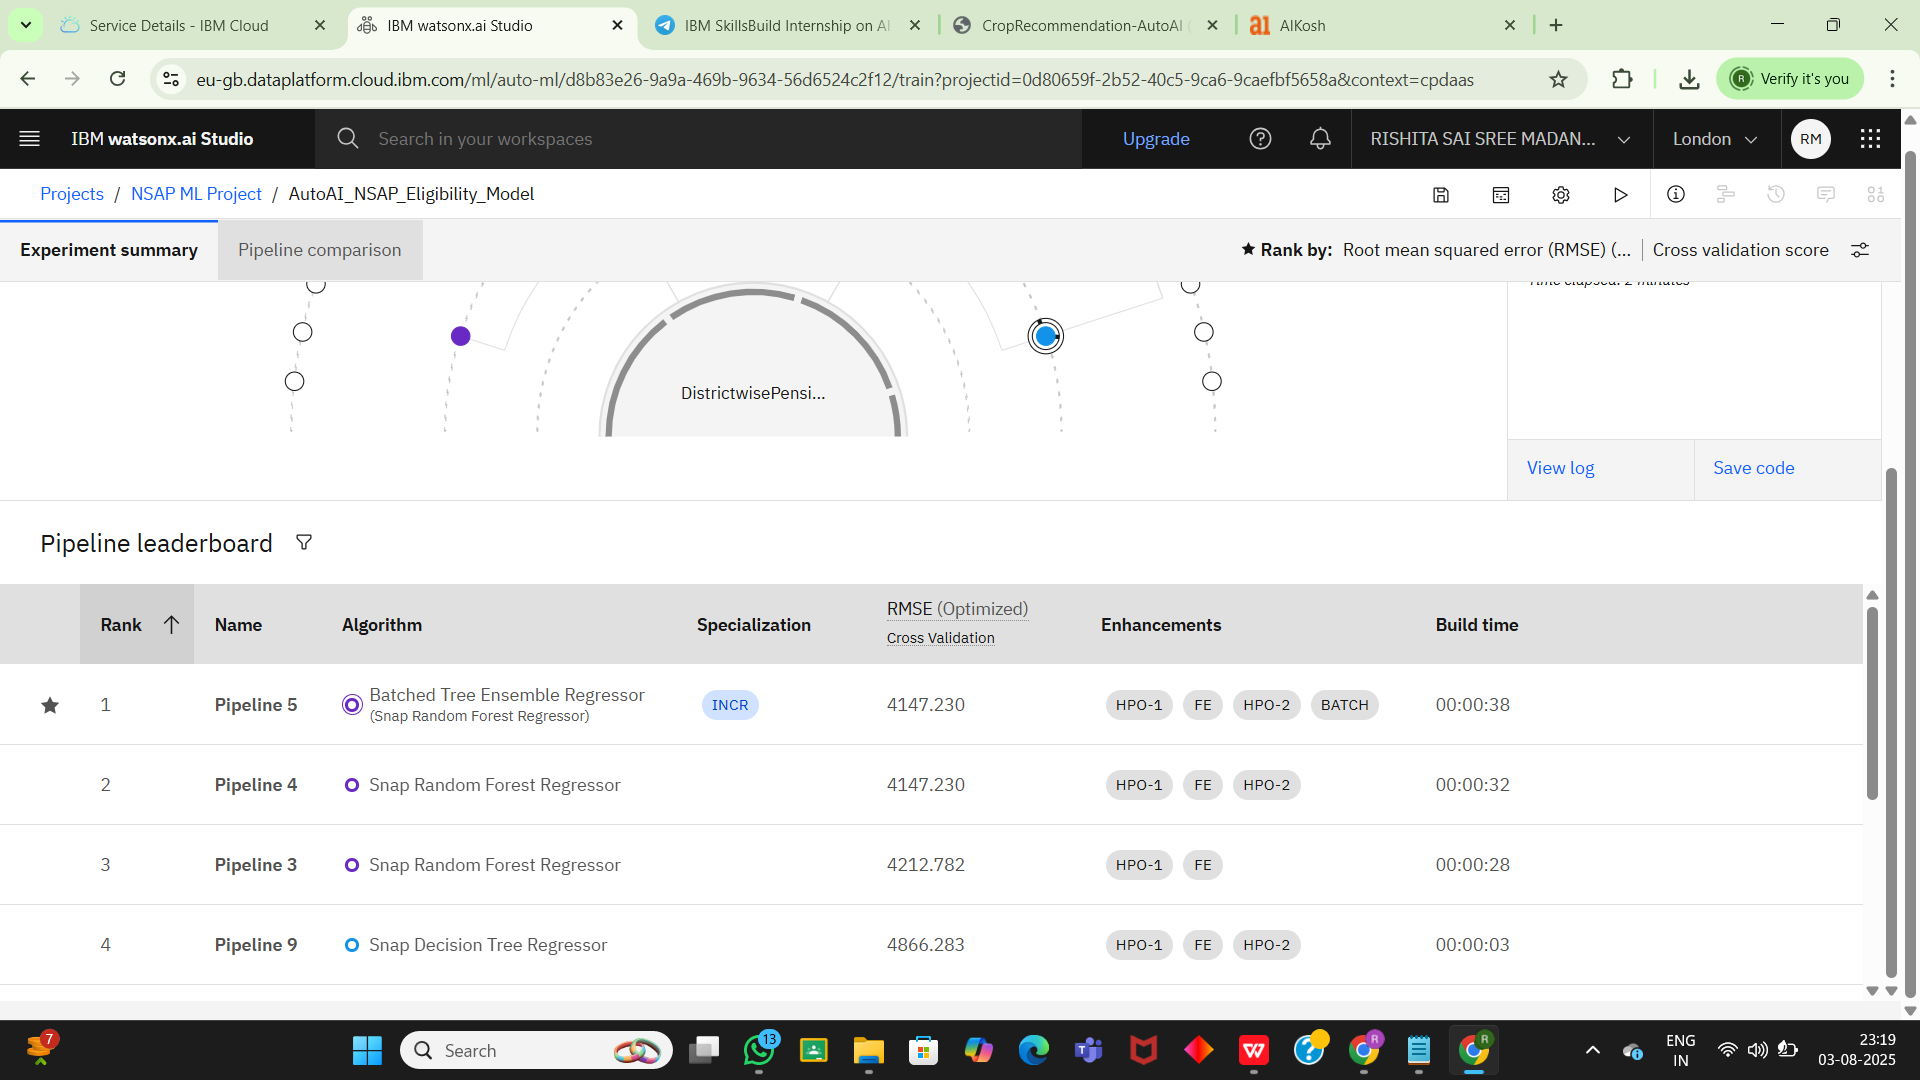 Service Details - IBM Cloud
IBM watsonx.ai Studio
IBM SkillsBuild Internship on AI
CropRecommendation-AutoAI (
AIKosh
eu-gb.dataplatform.cloud.ibm.com/ml/auto-ml/d8b83e26-9a9a-469b-9634-56d6524c2f12/train?projectid=0d80659f-2b52-40c5-9ca6-9caefbf5658a&context=cpdaas
R
Verify it's you
IBM watsonx.ai Studio
Search in your workspaces
Upgrade
RISHITA SAI SREE MADAN...
London
RM
Projects / NSAP ML Project / AutoAI_NSAP_Eligibility_Model
Experiment summary
Pipeline comparison
Rank by: Root mean squared error (RMSE) (... | Cross validation score
Time elapsed: 2 minutes
DistrictwisePensi...
View log
Save code
Pipeline leaderboard
Rank Name Algorithm Specialization RMSE (Optimized) Cross Validation Enhancements Build time
1 Pipeline 5 Batched Tree Ensemble Regressor (Snap Random Forest Regressor) INCR 4147.230 HPO-1 FE HPO-2 BATCH 00:00:38
2 Pipeline 4 Snap Random Forest Regressor 4147.230 HPO-1 FE HPO-2 00:00:32
3 Pipeline 3 Snap Random Forest Regressor 4212.782 HPO-1 FE 00:00:28
4 Pipeline 9 Snap Decision Tree Regressor 4866.283 HPO-1 FE HPO-2 00:00:03
7
Search
13
R
R
ENG
IN
23:19
03-08-2025